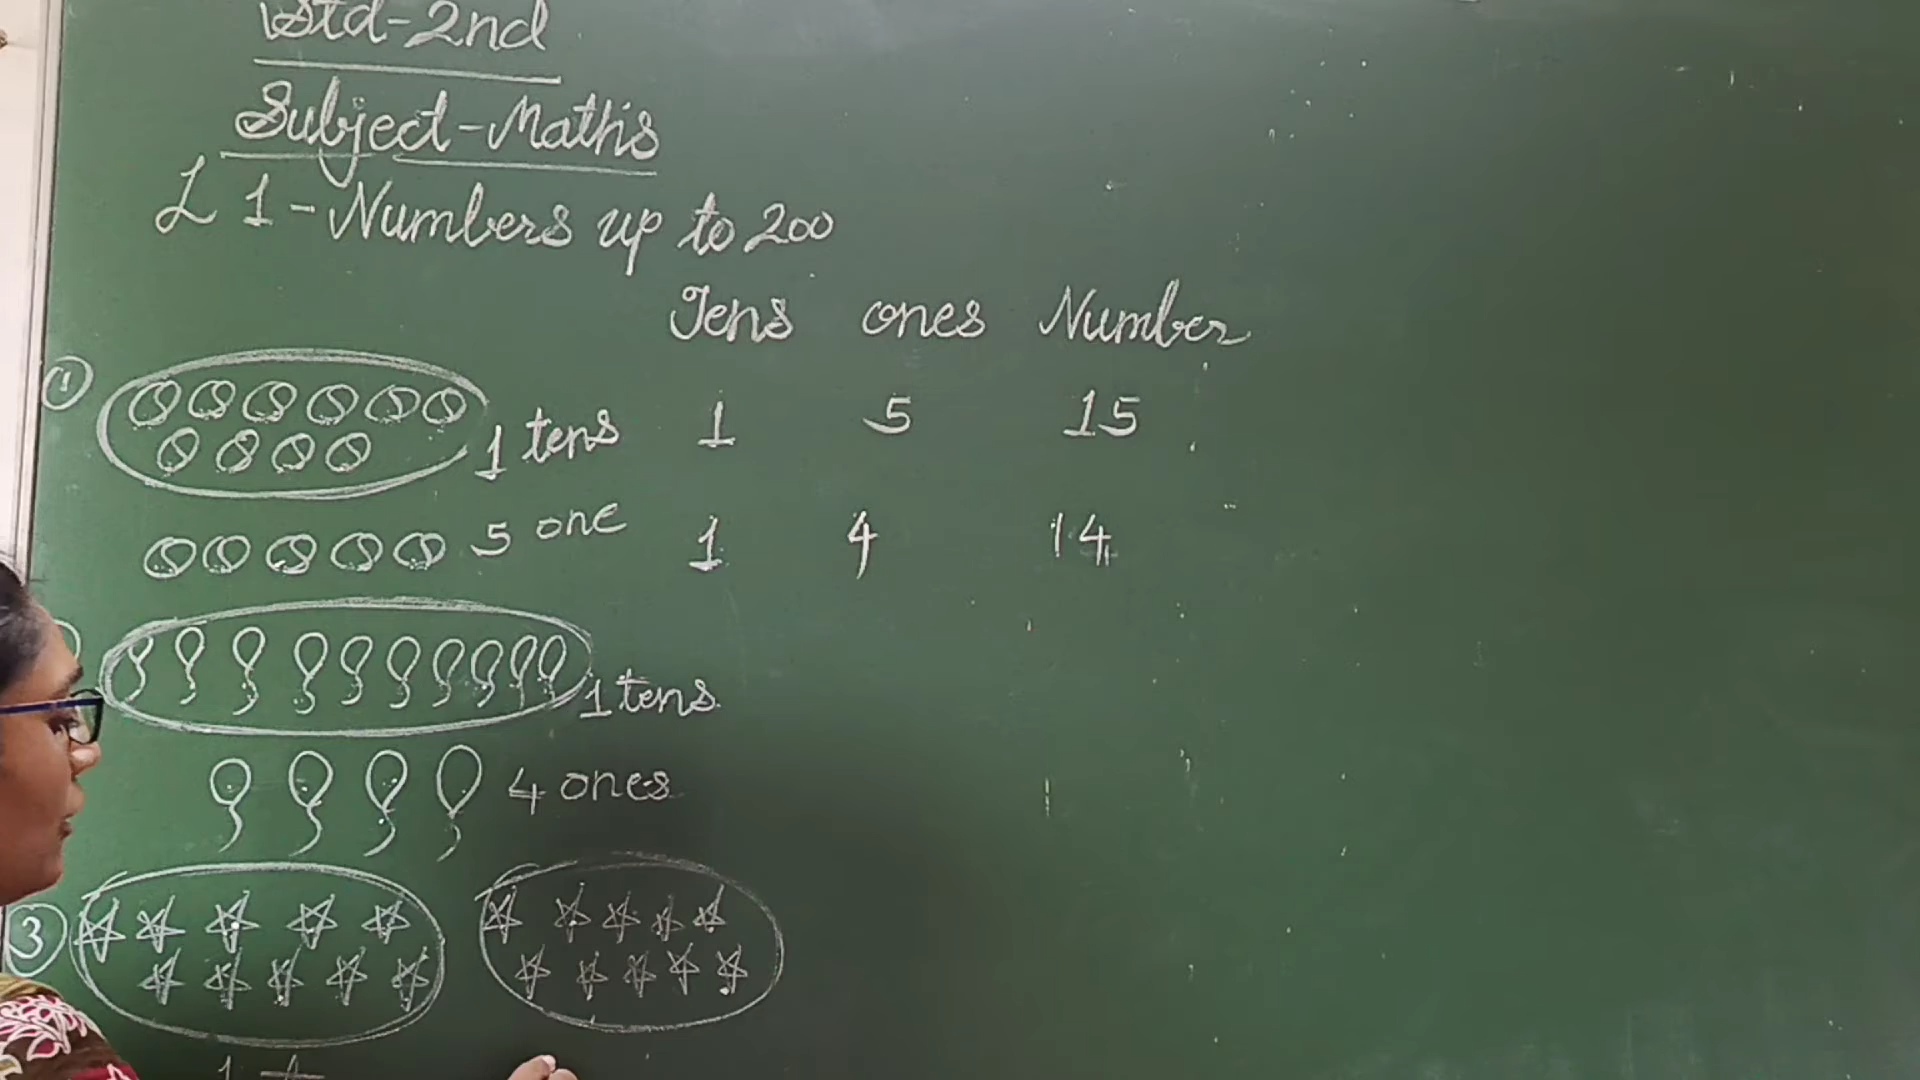 Std-2nd
Subject-Maths
L 1-Numbers up to 200
Tens ones Number
1 1 tens 1 5 15
5 one 1 4 14
1 tens
4 ones
3
1